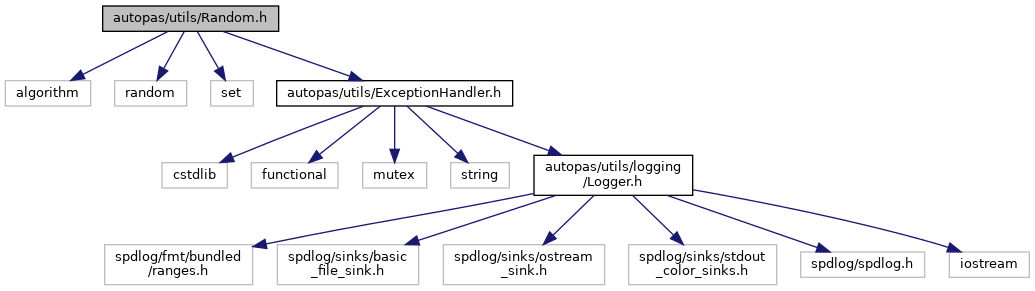 autopas/utils/Random.h
algorithm
random
set
autopas/utils/ExceptionHandler.h
cstdlib
functional
mutex
string
autopas/utils/logging
/Logger.h
spdlog/fmt/bundled
/ranges.h
spdlog/sinks/basic
_file_sink.h
spdlog/sinks/ostream
_sink.h
spdlog/sinks/stdout
_color_sinks.h
spdlog/spdlog.h
iostream